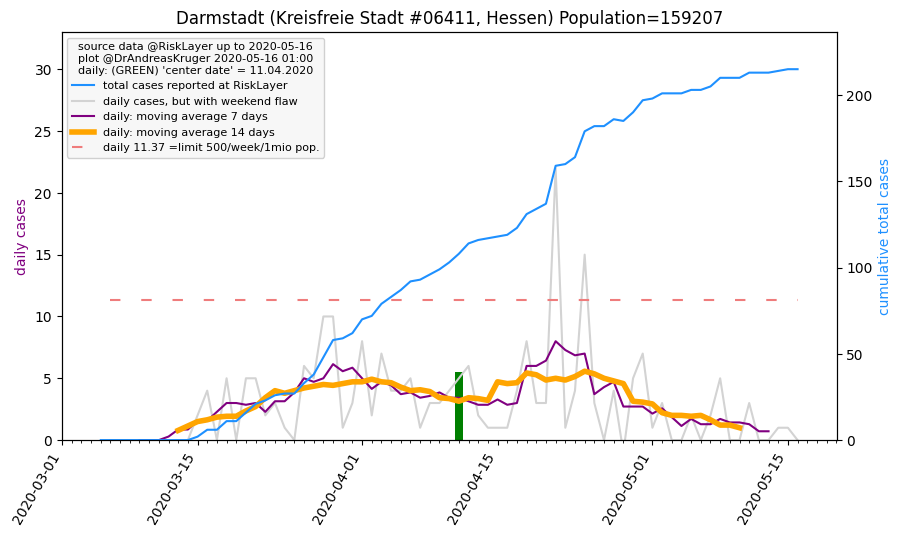 Darmstadt (Kreisfreie Stadt #06411, Hessen) Population=159207
source data @RiskLayer up to 2020-05-16
plot @DrAndreasKruger 2020-05-16 01:00
daily: (GREEN) 'center date' = 11.04.2020
total cases reported at RiskLayer
daily cases, but with weekend flaw
daily: moving average 7 days
daily: moving average 14 days
daily 11.37 =limit 500/week/1mio pop.
daily cases
30
25
20
15
10
5
0
cumulative total cases
200
150
100
50
0
2020-03-01
2020-03-15
2020-04-01
2020-04-15
2020-05-01
2020-05-15